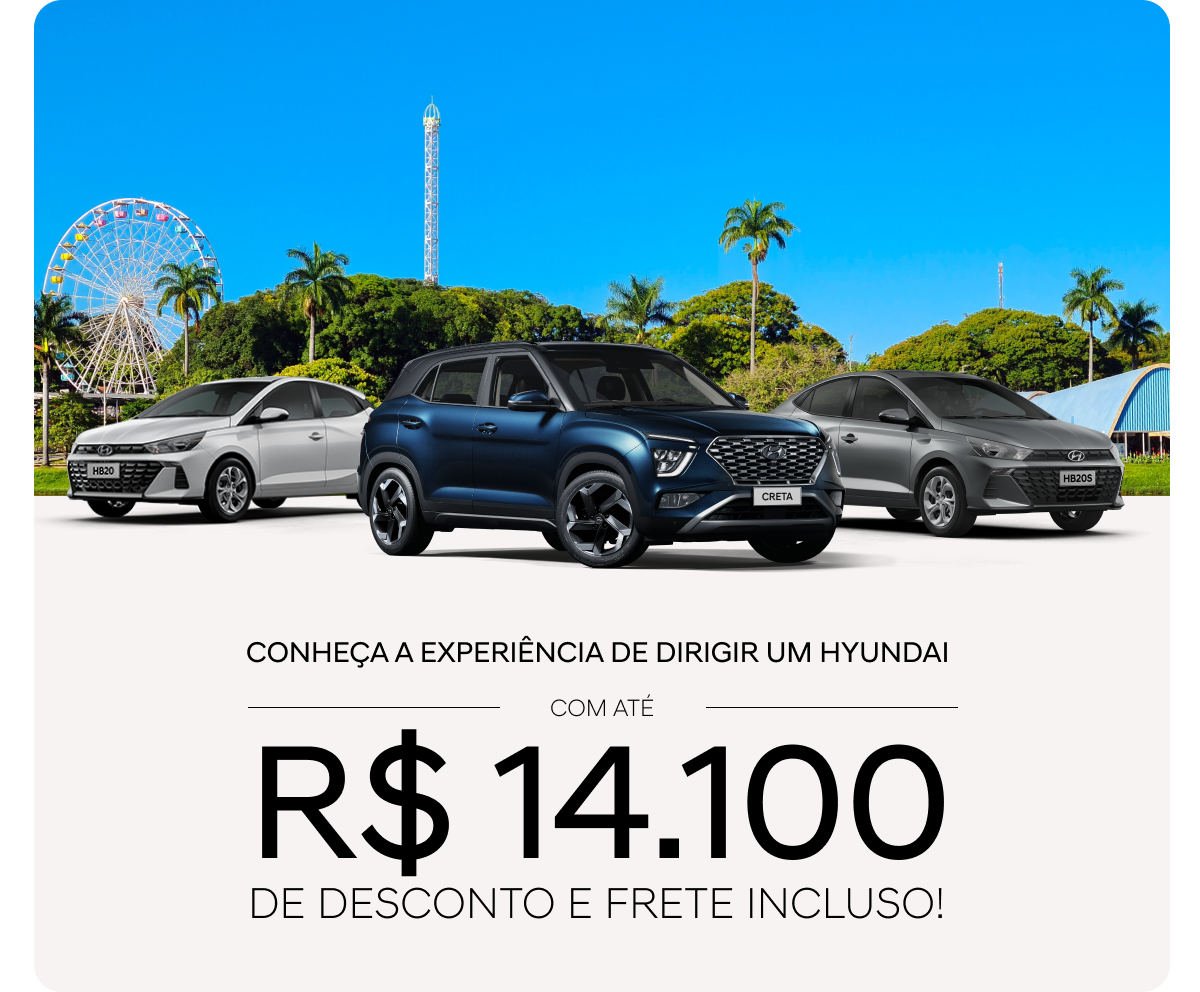 HB20
CRETA
HB20S
CONHEÇA A EXPERIÊNCIA DE DIRIGIR UM HYUNDAI
COM ATÉ
R$ 14.100
DE DESCONTO E FRETE INCLUSO!